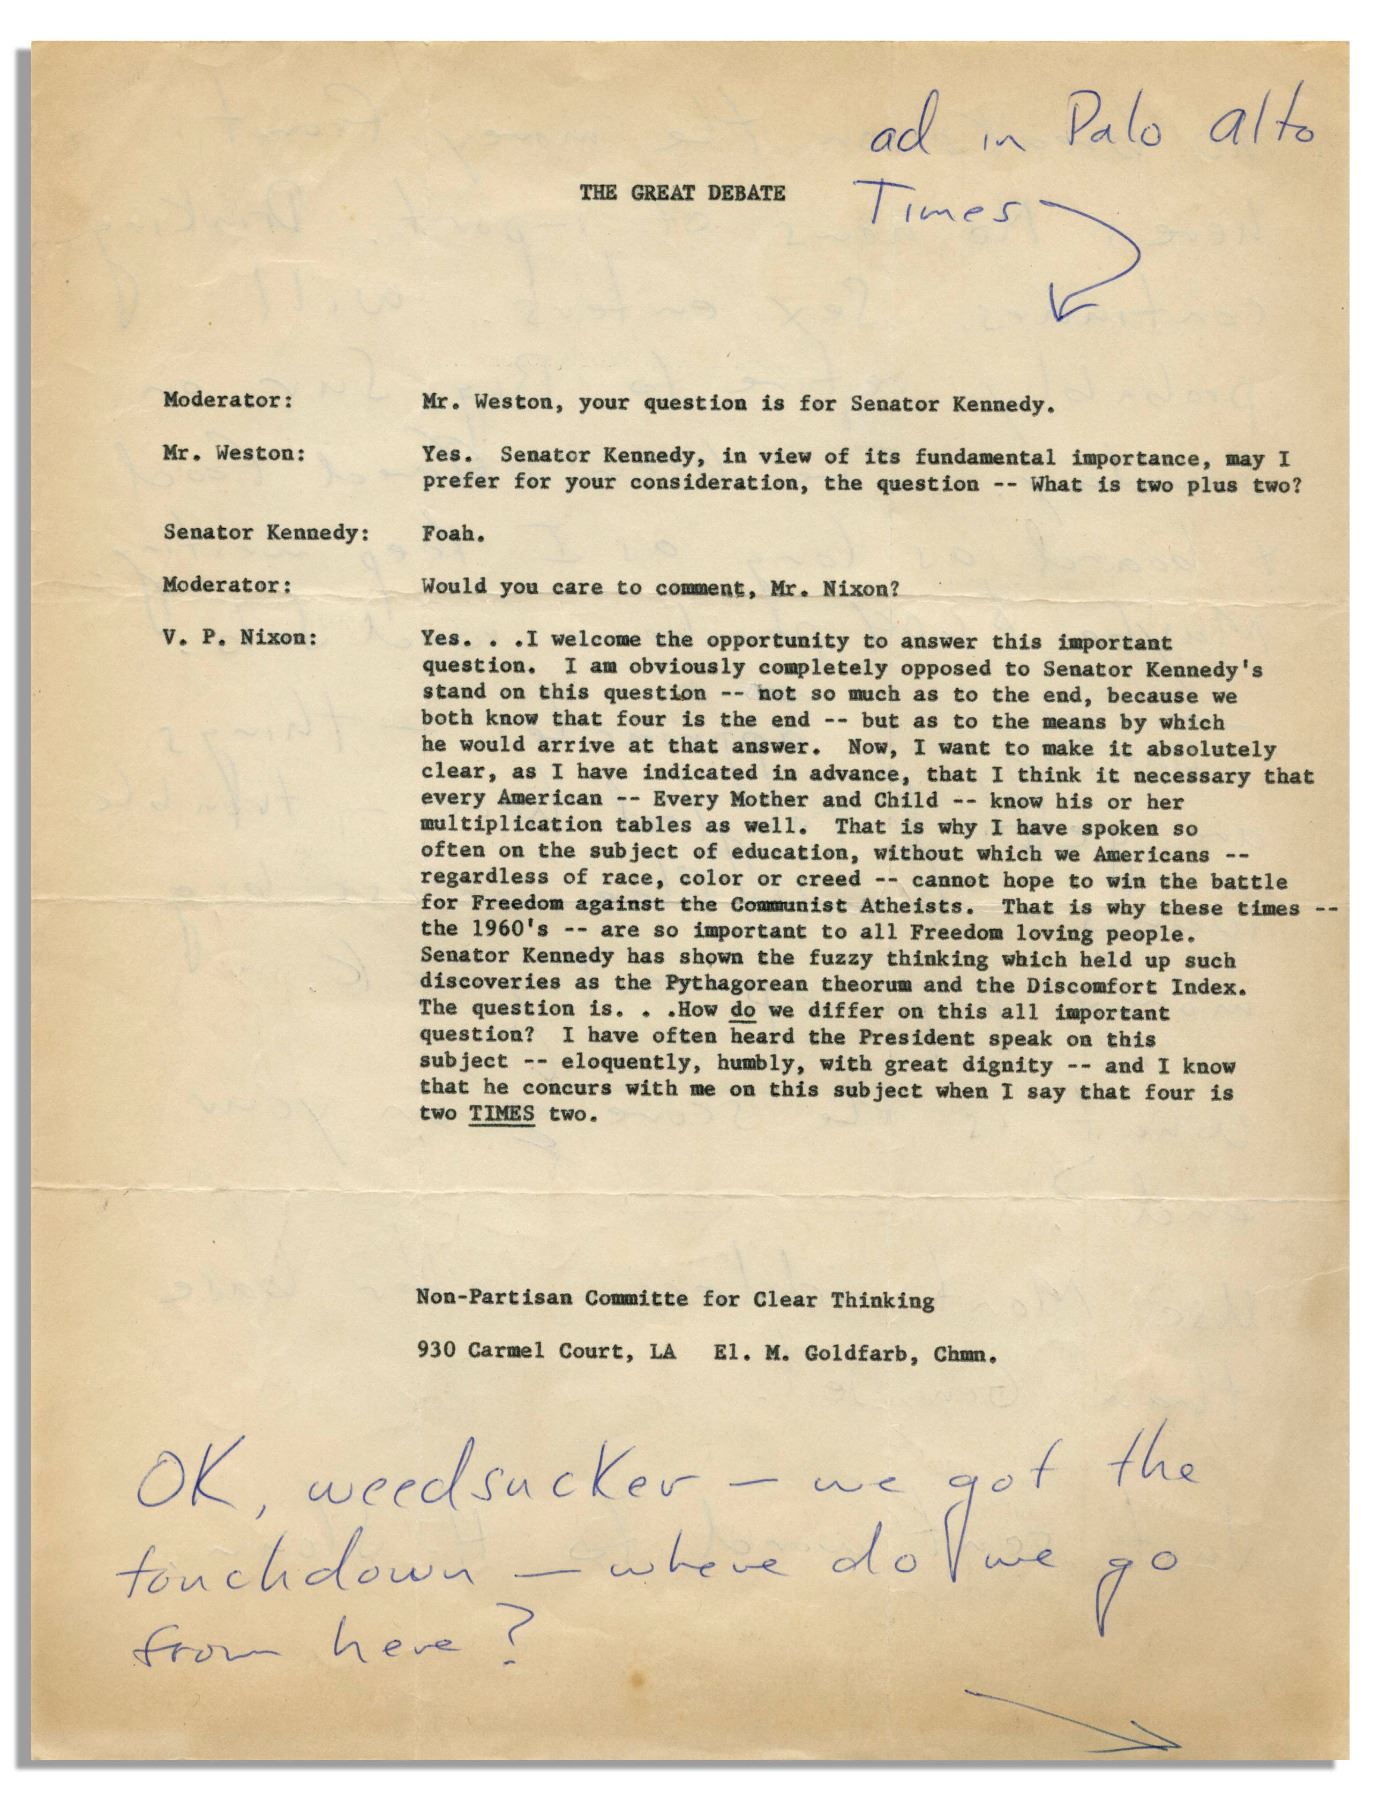 ad in Palo Alto
THE GREAT DEBATE
Times
Moderator: Mr. Weston, your question is for Senator Kennedy.
Mr. Weston: Yes. Senator Kennedy, in view of its fundamental importance, may I
prefer for your consideration, the question -- What is two plus two?
Senator Kennedy: Foah.
Moderator: Would you care to comment, Mr. Nixon?
V. P. Nixon: Yes. . .I welcome the opportunity to answer this important
question. I am obviously completely opposed to Senator Kennedy's
stand on this question -- not so much as to the end, because we
both know that four is the end -- but as to the means by which
he would arrive at that answer. Now, I want to make it absolutely
clear, as I have indicated in advance, that I think it necessary that
every American -- Every Mother and Child -- know his or her
multiplication tables as well. That is why I have spoken so
often on the subject of education, without which we Americans --
regardless of race, color or creed -- cannot hope to win the battle
for Freedom against the Communist Atheists. That is why these times --
the 1960's -- are so important to all Freedom loving people.
Senator Kennedy has shown the fuzzy thinking which held up such
discoveries as the Pythagorean theorum and the Discomfort Index.
The question is. . .How do we differ on this all important
question? I have often heard the President speak on this
subject -- eloquently, humbly, with great dignity -- and I know
that he concurs with me on this subject when I say that four is
two TIMES two.
Non-Partisan Committe for Clear Thinking
930 Carmel Court, LA El. M. Goldfarb, Chmn.
OK, weedsucker — we got the
touchdown — where do we go
from here?